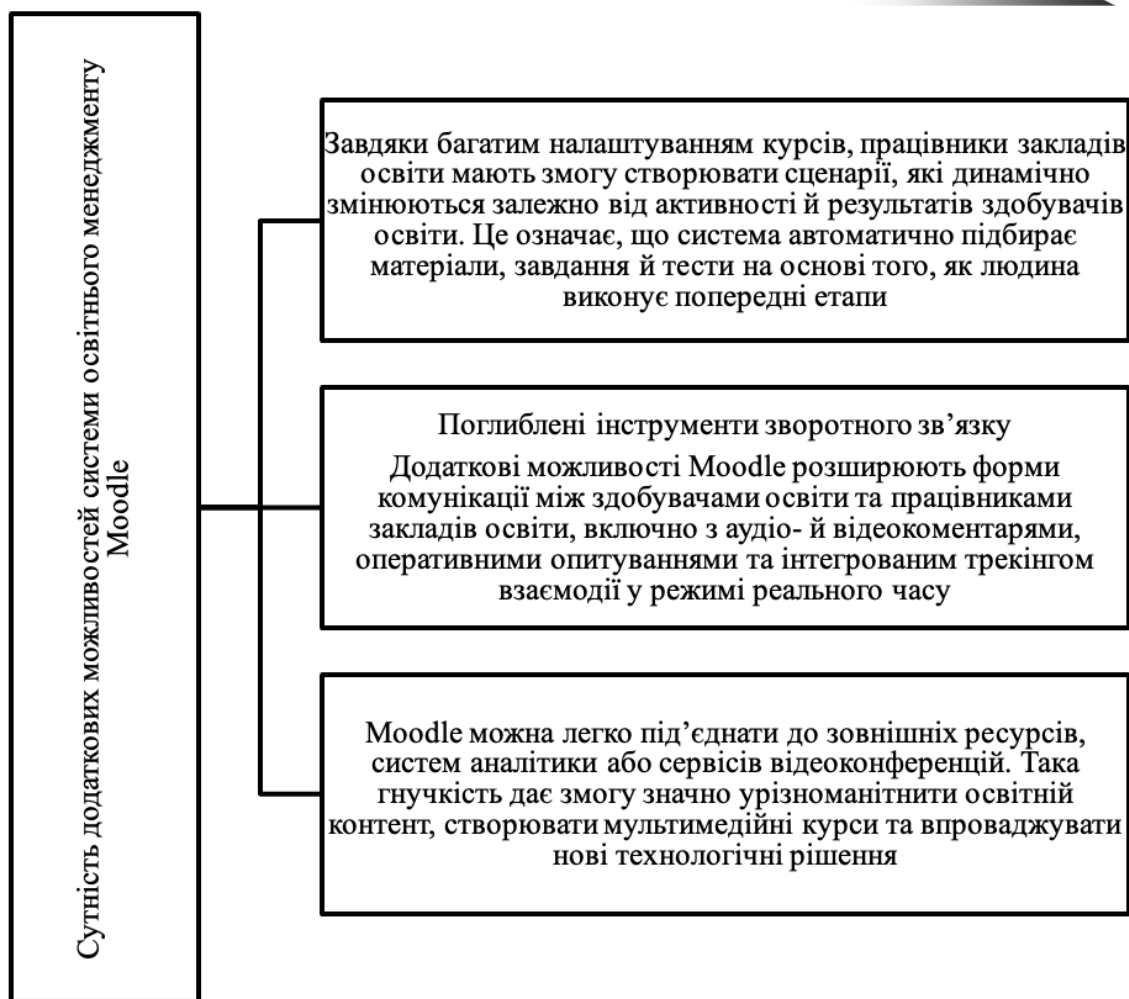 Сутність додаткових можливостей системи освітнього менеджменту
Moodle
Завдяки багатим налаштуванням курсів, працівники закладів
освіти мають змогу створювати сценарії, які динамічно
змінюються залежно від активності й результатів здобувачів
освіти. Це означає, що система автоматично підбирає
матеріали, завдання й тести на основі того, як людина
виконує попередні етапи
Поглиблені інструменти зворотного зв’язку
Додаткові можливості Moodle розширюють форми
комунікації між здобувачами освіти та працівниками
закладів освіти, включно з аудіо- й відеокоментарями,
оперативними опитуваннями та інтегрованим трекінгом
взаємодії у режимі реального часу
Moodle можна легко під’єднати до зовнішніх ресурсів,
систем аналітики або сервісів відеоконференцій. Така
гнучкість дає змогу значно урізноманітнити освітній
контент, створювати мультимедійні курси та впроваджувати
нові технологічні рішення